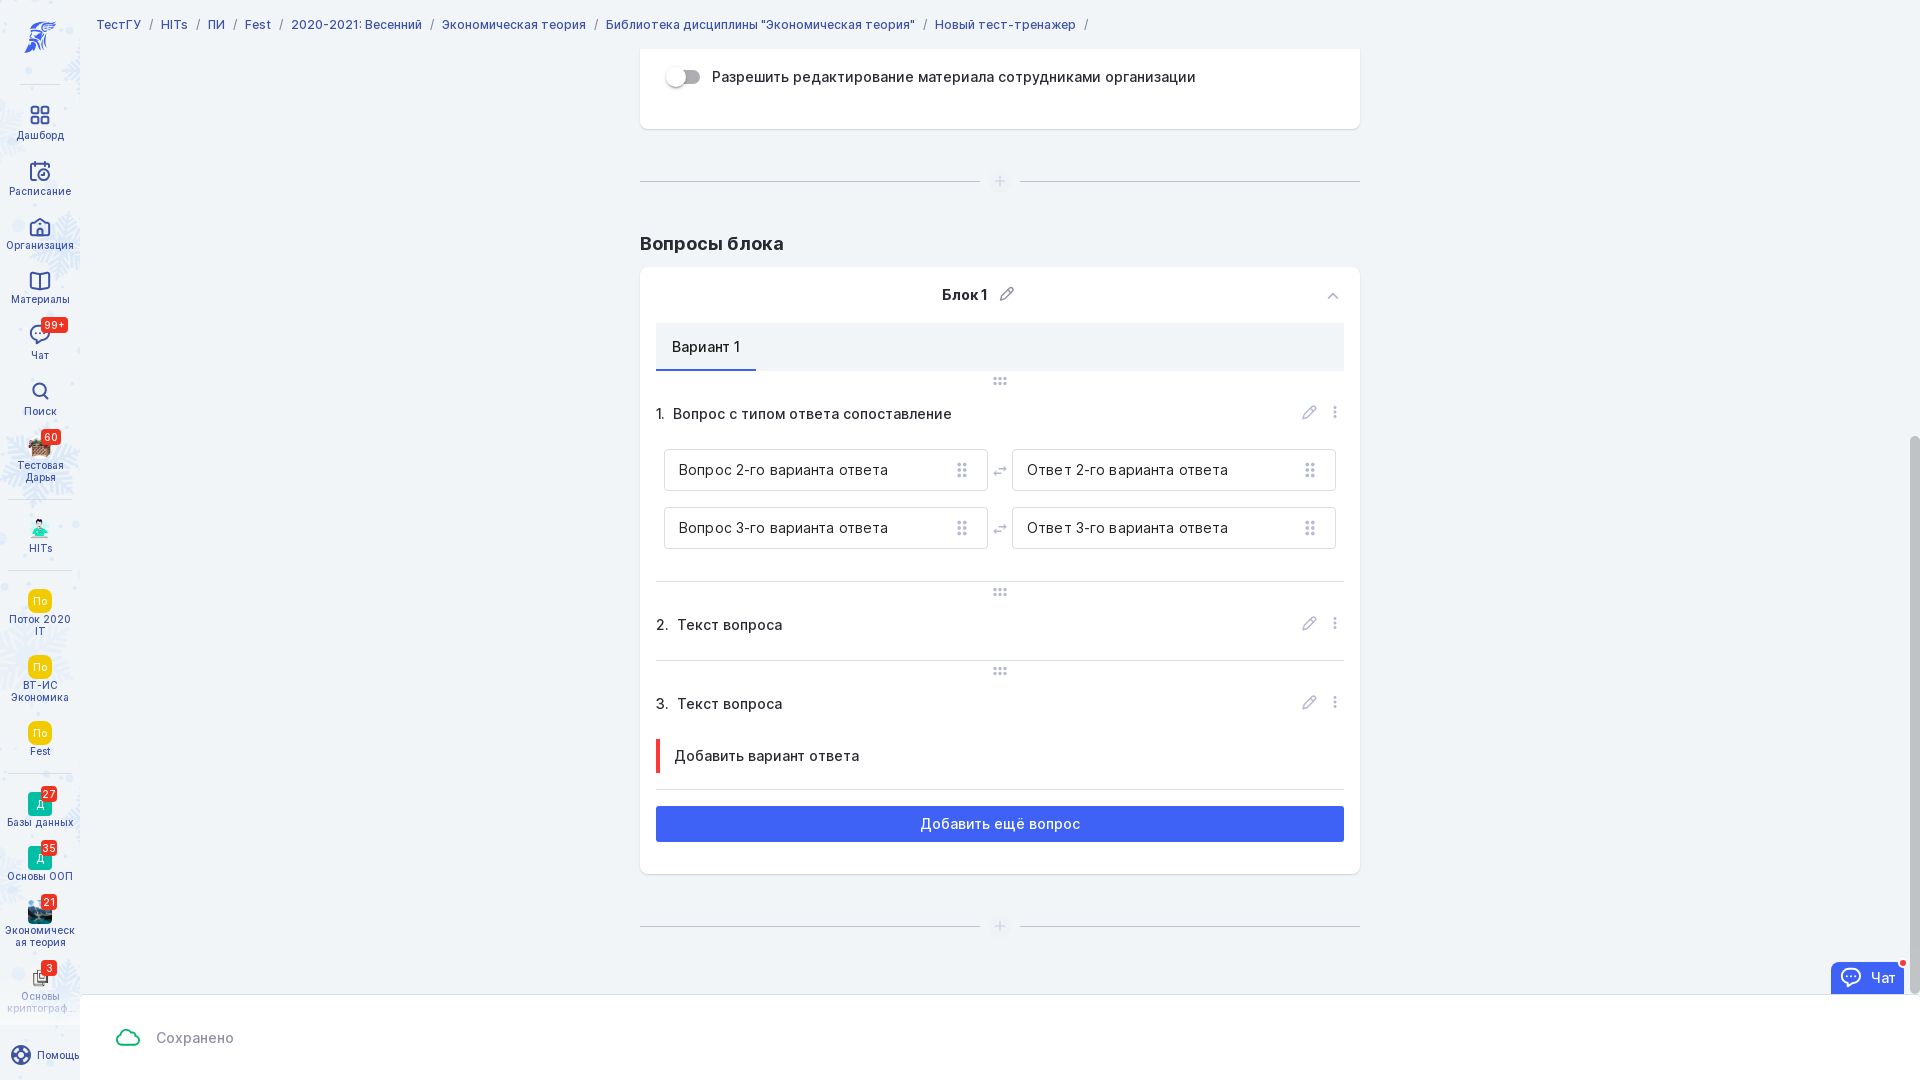 ТестГУ / HITs / ПИ / Fest / 2020-2021: Весенний / Экономическая теория / Библиотека дисциплины "Экономическая теория" / Новый тест-тренажер /
Дашборд
Расписание
Организация
Материалы
99+
Чат
Поиск
60
Тестовая
Дарья
HITs
По
Поток 2020
IT
По
ВТ-ИС
Экономика
По
Fest
27
Д
Базы данных
35
Д
Основы ООП
21
Экономическ
ая теория
3
Основы
криптограф...
Помощь
Разрешить редактирование материала сотрудниками организации
Вопросы блока
Блок 1
Вариант 1
1. Вопрос с типом ответа сопоставление
Вопрос 2-го варианта ответа
Ответ 2-го варианта ответа
Вопрос 3-го варианта ответа
Ответ 3-го варианта ответа
2. Текст вопроса
3. Текст вопроса
Добавить вариант ответа
Добавить ещё вопрос
Чат
Сохранено